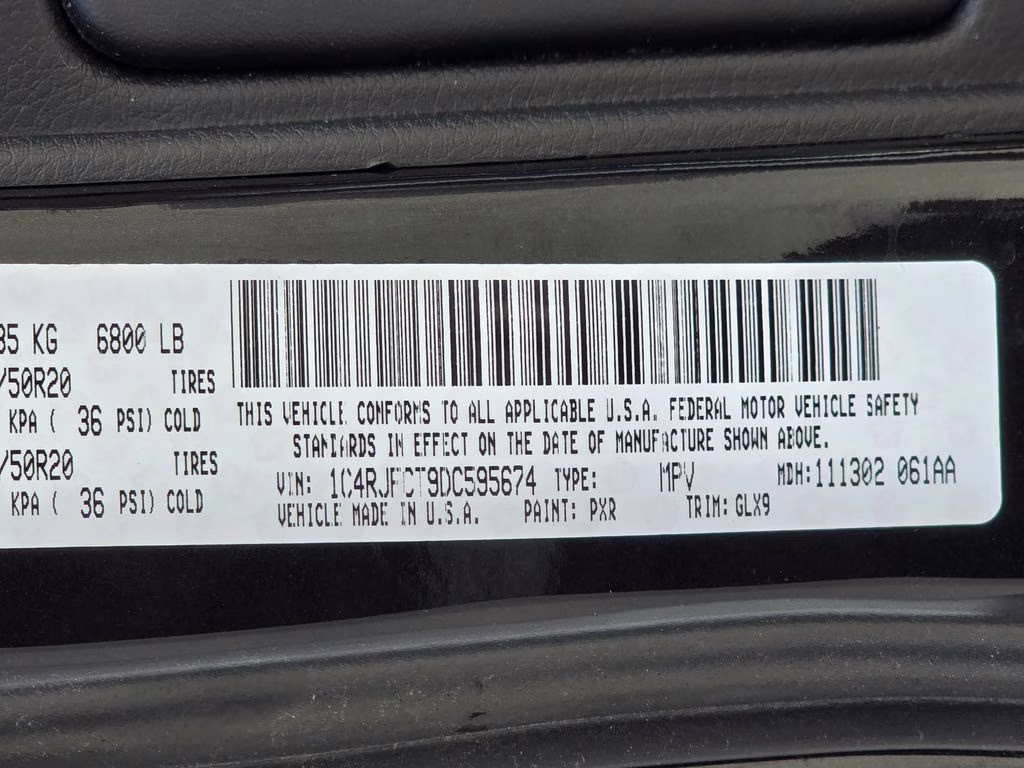 85 KG 6800 LB
/50R20 TIRES
KPA ( 36 PSI) COLD
/50R20 TIRES
KPA ( 36 PSI) COLD
THIS VEHICLE CONFORMS TO ALL APPLICABLE U.S.A. FEDERAL MOTOR VEHICLE SAFETY
STANDARDS IN EFFECT ON THE DATE OF MANUFACTURE SHOWN ABOVE.
VIN: 1C4RJFCT9DC595674 TYPE: MPV MDH:111302 061AA
VEHICLE MADE IN U.S.A. PAINT: PXR TRIM: GLX9